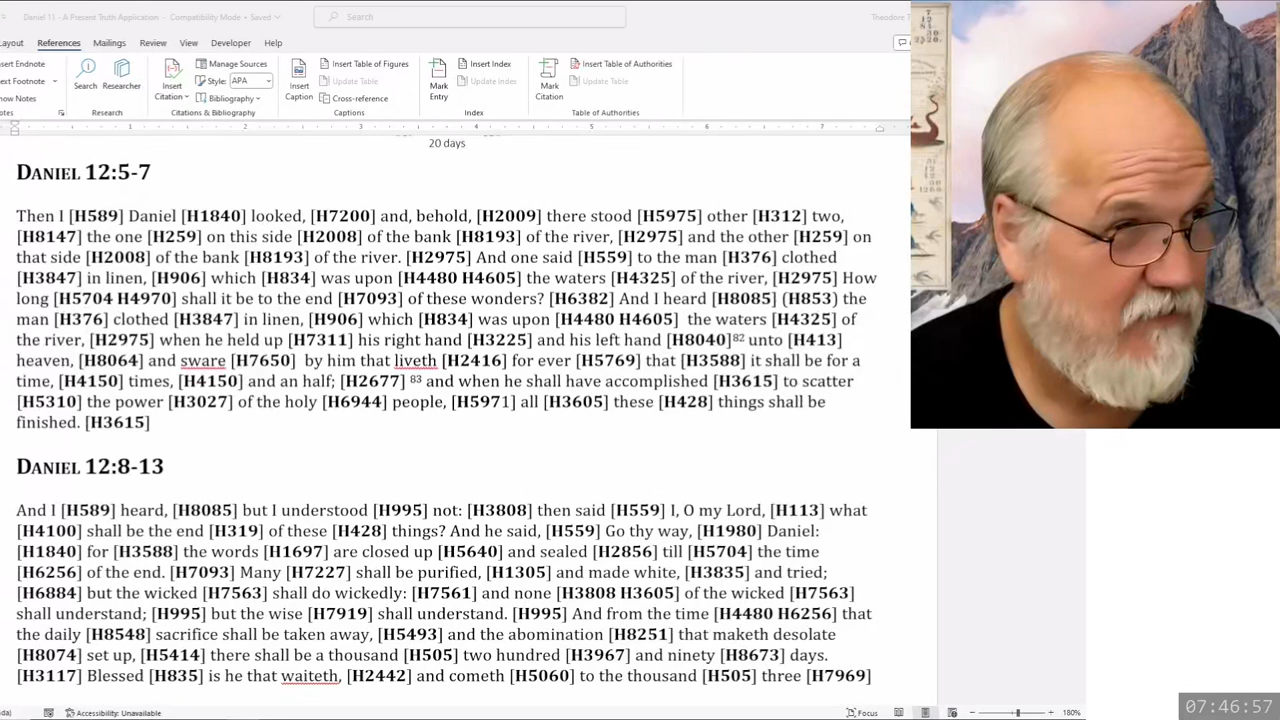 Daniel 11 - A Present Truth Application - Compatibility Mode • Saved
Search
Layout References Mailings Review View Developer Help
Insert Endnote
Next Footnote
Show Notes
Search
Researcher
Research
Insert Citation
Manage Sources
Style: APA
Bibliography
Citations & Bibliography
Insert Caption
Insert Table of Figures
Update Table
Cross-reference
Captions
Mark Entry
Insert Index
Update Index
Index
Mark Citation
Insert Table of Authorities
Update Table
Table of Authorities
1 2 3 4 5 6 7
20 days
DANIEL 12:5-7
Then I [H589] Daniel [H1840] looked, [H7200] and, behold, [H2009] there stood [H5975] other [H312] two,
[H8147] the one [H259] on this side [H2008] of the bank [H8193] of the river, [H2975] and the other [H259] on
that side [H2008] of the bank [H8193] of the river. [H2975] And one said [H559] to the man [H376] clothed
[H3847] in linen, [H906] which [H834] was upon [H4480 H4605] the waters [H4325] of the river, [H2975] How
long [H5704 H4970] shall it be to the end [H7093] of these wonders? [H6382] And I heard [H8085] (H853) the
man [H376] clothed [H3847] in linen, [H906] which [H834] was upon [H4480 H4605] the waters [H4325] of
the river, [H2975] when he held up [H7311] his right hand [H3225] and his left hand [H8040]82 unto [H413]
heaven, [H8064] and sware [H7650] by him that liveth [H2416] for ever [H5769] that [H3588] it shall be for a
time, [H4150] times, [H4150] and an half; [H2677] 83 and when he shall have accomplished [H3615] to scatter
[H5310] the power [H3027] of the holy [H6944] people, [H5971] all [H3605] these [H428] things shall be
finished. [H3615]
DANIEL 12:8-13
And I [H589] heard, [H8085] but I understood [H995] not: [H3808] then said [H559] I, O my Lord, [H113] what
[H4100] shall be the end [H319] of these [H428] things? And he said, [H559] Go thy way, [H1980] Daniel:
[H1840] for [H3588] the words [H1697] are closed up [H5640] and sealed [H2856] till [H5704] the time
[H6256] of the end. [H7093] Many [H7227] shall be purified, [H1305] and made white, [H3835] and tried;
[H6884] but the wicked [H7563] shall do wickedly: [H7561] and none [H3808 H3605] of the wicked [H7563]
shall understand; [H995] but the wise [H7919] shall understand. [H995] And from the time [H4480 H6256] that
the daily [H8548] sacrifice shall be taken away, [H5493] and the abomination [H8251] that maketh desolate
[H8074] set up, [H5414] there shall be a thousand [H505] two hundred [H3967] and ninety [H8673] days.
[H3117] Blessed [H835] is he that waiteth, [H2442] and cometh [H5060] to the thousand [H505] three [H7969]
Accessibility: Unavailable
Focus
180%
07:46:57